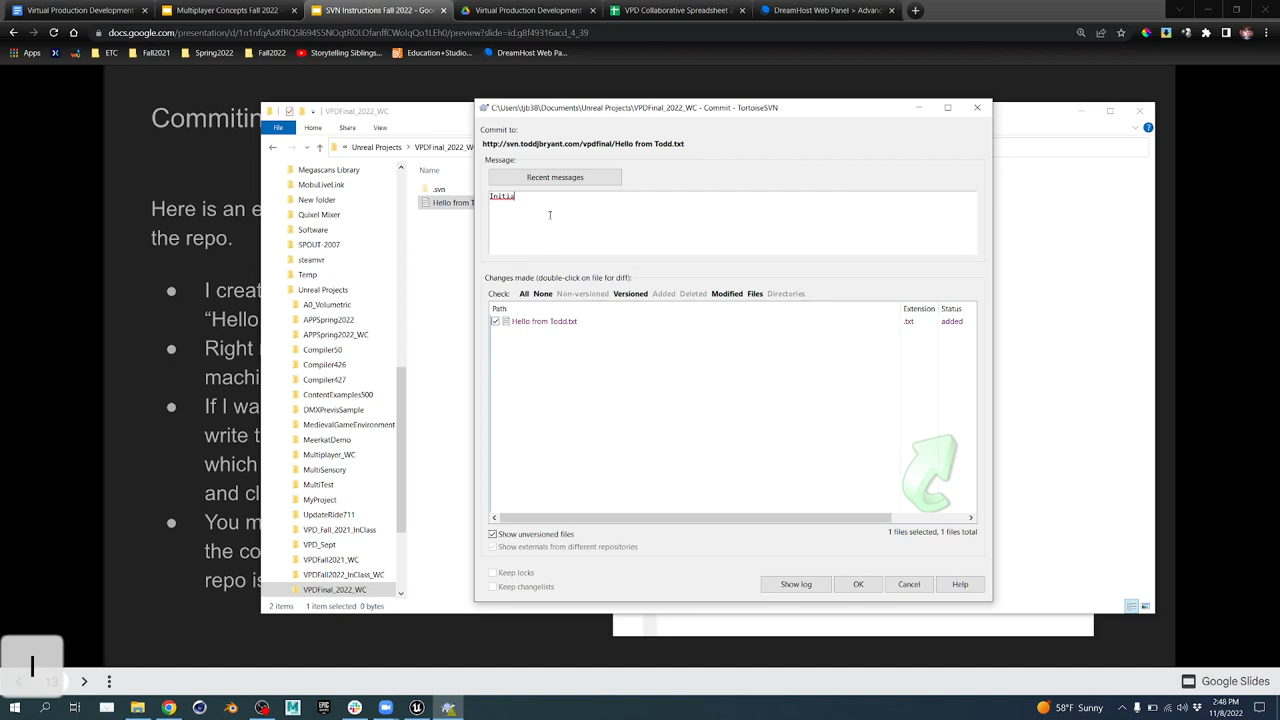 Virtual Production Development
Multiplayer Concepts Fall 2022 -
SVN Instructions Fall 2022 - Goo
Virtual Production Development
VPD Collaborative Spreadsheet
DreamHost Web Panel > Advanc
docs.google.com/presentation/
Apps
ETC
Fall2021
Spring2022
Fall2022
Storytelling Siblings...
Education+Studio...
DreamHost Web Pa...
Committin
Here is an e
the repo.
I creat
"Hello
Right
machi
If I wa
write t
which
and cl
You m
the co
repo is
VPDFinal_2022_WC
File
Home
Share
View
« Unreal Projects > VPDFinal_2022_W
Megascans Library
MobuLiveLink
New folder
Quixel Mixer
Software
SPOUT-2007
steamvr
Temp
Unreal Projects
A0_Volumetric
APPSpring2022
APPSpring2022_WC
Compiler50
Compiler426
Compiler427
ContentExamples500
DMXPrevisSample
MedievalGameEnvironment
MeerkatDemo
Multiplayer_WC
MultiSensory
MultiTest
MyProject
UpdateRide711
VPD_Fall_2021_InClass
VPD_Sept
VPDFall2021_WC
VPDFall2022_InClass_WC
VPDFinal_2022_WC
Name
.svn
Hello from T
2 items
1 item selected 0 bytes
C:\Users\tjb38\Documents\Unreal Projects\VPDFinal_2022_WC - Commit - TortoiseSVN
Commit to:
http://svn.toddjbryant.com/vpdfinal/Hello from Todd.txt
Message:
Recent messages
Initia
Changes made (double-click on file for diff):
Check: All None Non-versioned Versioned Added Deleted Modified Files Directories
Path Extension Status
Hello from Todd.txt .txt added
1 files selected, 1 files total
Show unversioned files
Show externals from different repositories
Keep locks
Keep changelists
Show log
OK
Cancel
Help
I
13
Google Slides
58°F Sunny
2:48 PM
11/8/2022